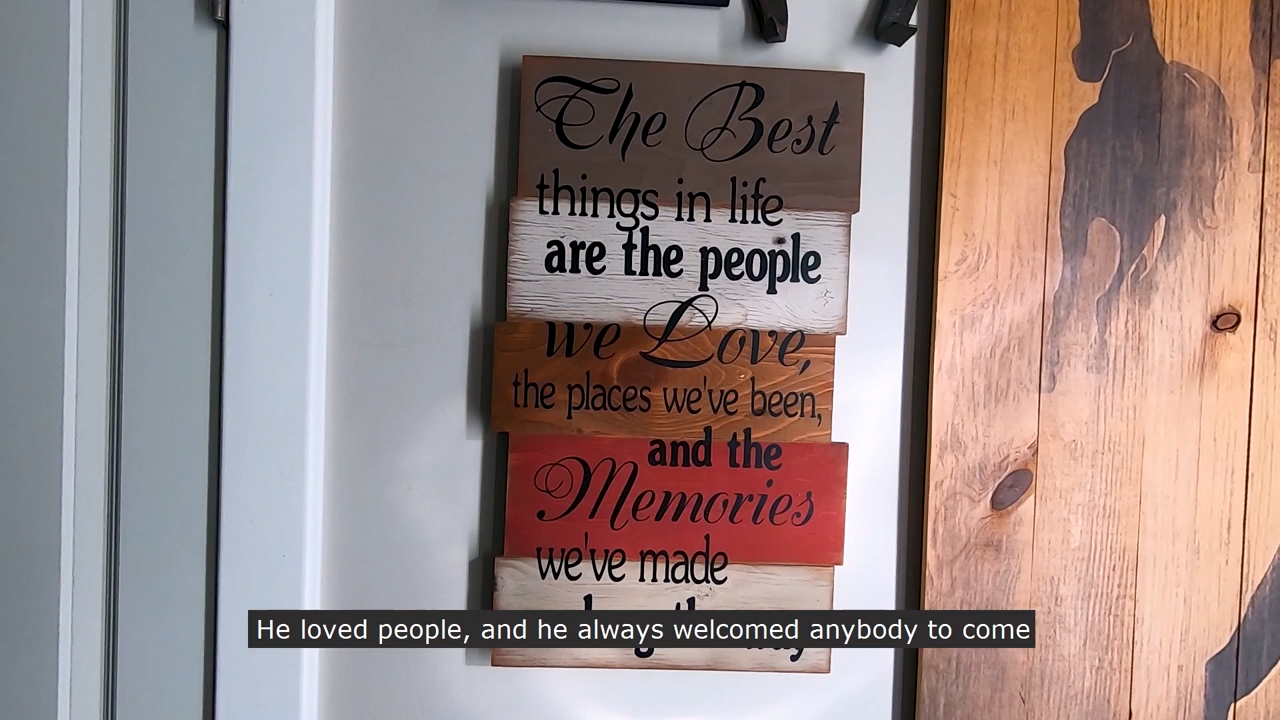 The Best
things in life
are the people
we Love,
the places we've been,
and the
Memories
we've made
He loved people, and he always welcomed anybody to come